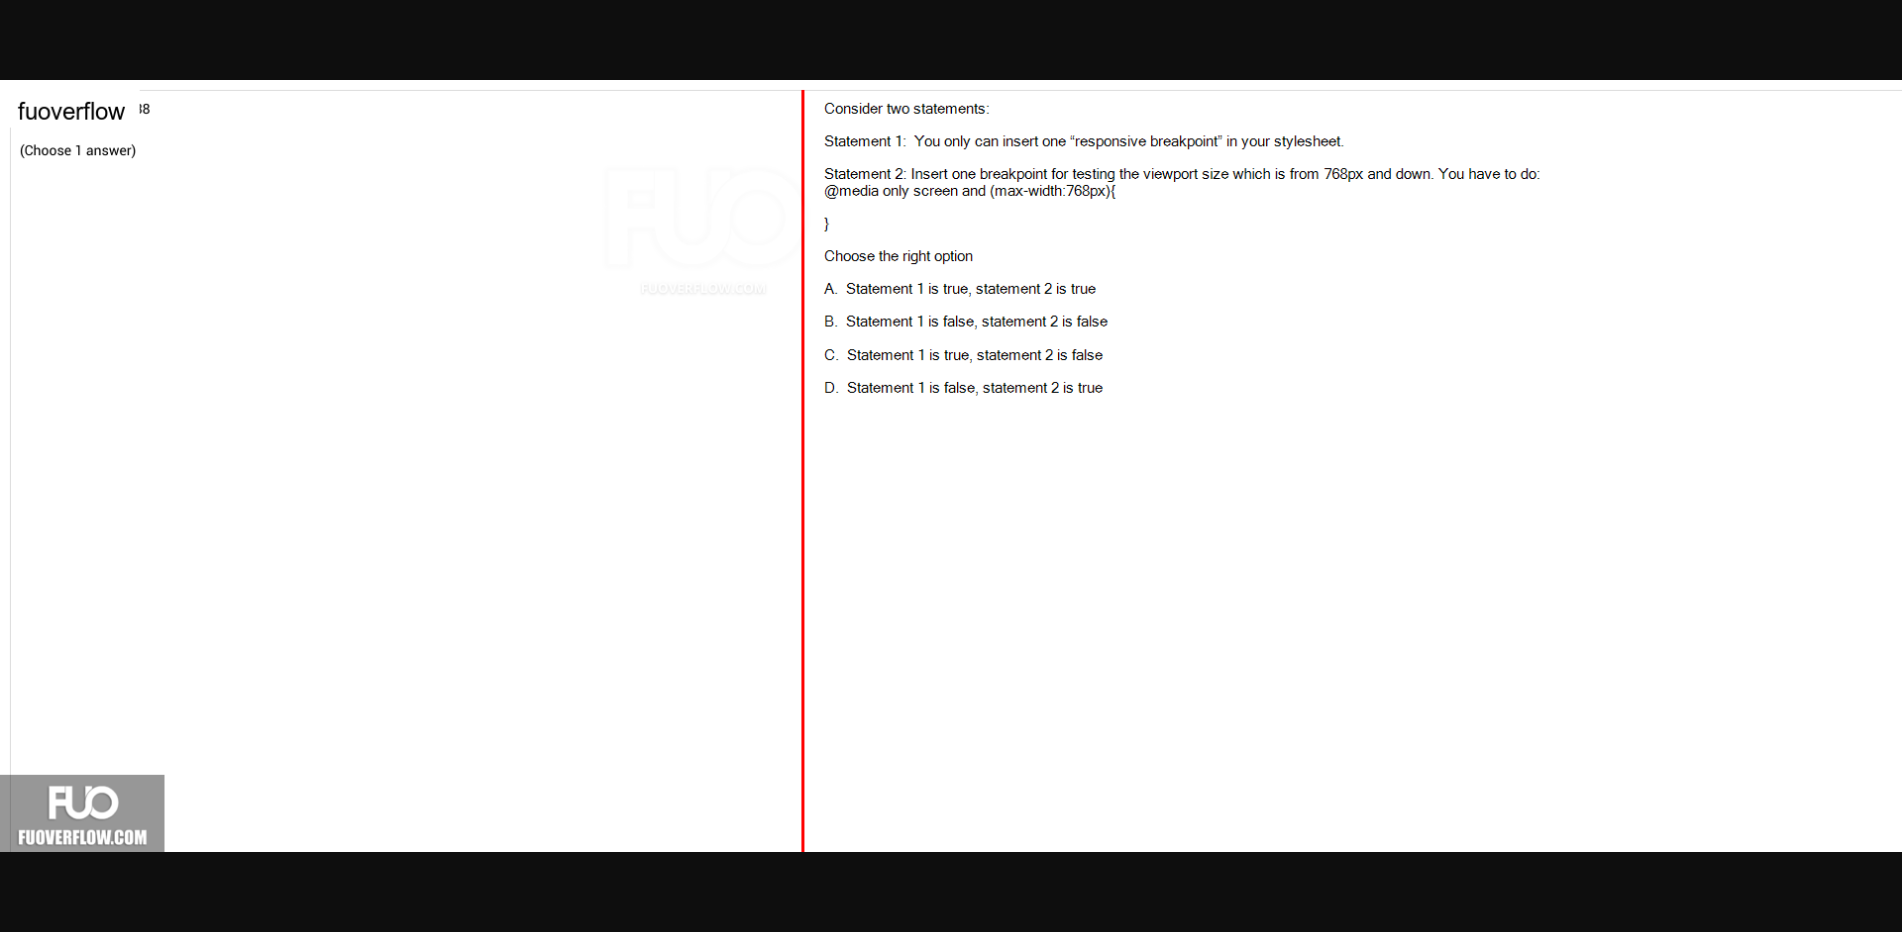 fuoverflow 38
(Choose 1 answer)
FUO
FUOVERFLOW.COM
Consider two statements:
Statement 1:  You only can insert one “responsive breakpoint” in your stylesheet.
Statement 2: Insert one breakpoint for testing the viewport size which is from 768px and down. You have to do:
@media only screen and (max-width:768px){
}
Choose the right option
A.  Statement 1 is true, statement 2 is true
B.  Statement 1 is false, statement 2 is false
C.  Statement 1 is true, statement 2 is false
D.  Statement 1 is false, statement 2 is true
FUO
FUOVERFLOW.COM